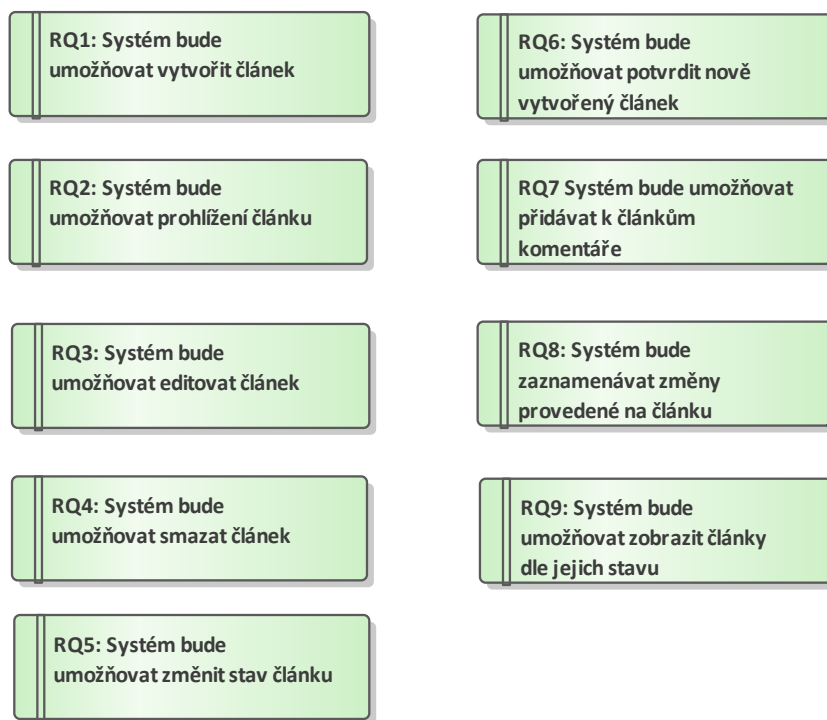 RQ1: Systém bude
umožňovat vytvořit článek
RQ2: Systém bude
umožňovat prohlížení článku
RQ3: Systém bude
umožňovat editovat článek
RQ4: Systém bude
umožňovat smazat článek
RQ5: Systém bude
umožňovat změnit stav článku
RQ6: Systém bude
umožňovat potvrdit nově
vytvořený článek
RQ7 Systém bude umožňovat
přidávat k článkům
komentáře
RQ8: Systém bude
zaznamenávat změny
provedené na článku
RQ9: Systém bude
umožňovat zobrazit články
dle jejich stavu